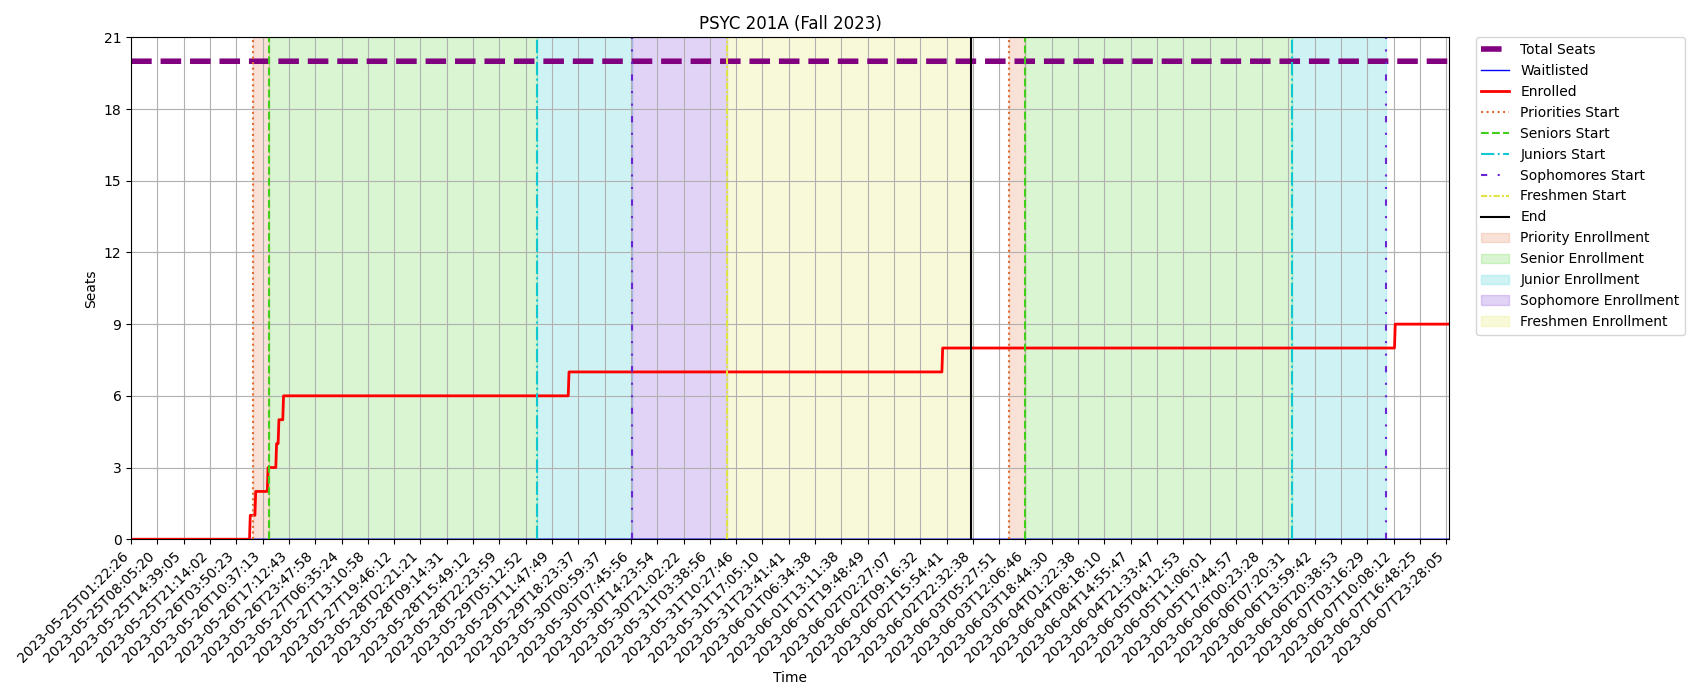 PSYC 201A (Fall 2023)
21
18
15
12
9
6
3
0
Seats
2023-05-25T01:22:26
2023-05-25T08:05:20
2023-05-25T14:39:05
2023-05-25T21:14:02
2023-05-26T03:50:23
2023-05-26T10:37:13
2023-05-26T17:12:43
2023-05-26T23:47:58
2023-05-27T06:35:24
2023-05-27T13:10:58
2023-05-27T19:46:12
2023-05-28T02:21:21
2023-05-28T09:14:31
2023-05-28T15:49:12
2023-05-28T22:23:59
2023-05-29T05:12:52
2023-05-29T11:47:49
2023-05-29T18:23:37
2023-05-30T00:59:37
2023-05-30T07:45:56
2023-05-30T14:23:54
2023-05-30T21:02:22
2023-05-31T03:38:56
2023-05-31T10:27:46
2023-05-31T17:05:10
2023-05-31T23:41:41
2023-06-01T06:34:38
2023-06-01T13:11:38
2023-06-01T19:48:49
2023-06-02T02:27:07
2023-06-02T09:16:32
2023-06-02T15:54:41
2023-06-02T22:32:38
2023-06-03T05:27:51
2023-06-03T12:06:46
2023-06-03T18:44:30
2023-06-04T01:22:38
2023-06-04T08:18:10
2023-06-04T14:55:47
2023-06-04T21:33:47
2023-06-05T04:12:53
2023-06-05T11:06:01
2023-06-05T17:44:57
2023-06-06T00:23:28
2023-06-06T07:20:31
2023-06-06T13:59:42
2023-06-06T20:38:53
2023-06-07T03:16:29
2023-06-07T10:08:12
2023-06-07T16:48:25
2023-06-07T23:28:05
Time
Total Seats
Waitlisted
Enrolled
Priorities Start
Seniors Start
Juniors Start
Sophomores Start
Freshmen Start
End
Priority Enrollment
Senior Enrollment
Junior Enrollment
Sophomore Enrollment
Freshmen Enrollment